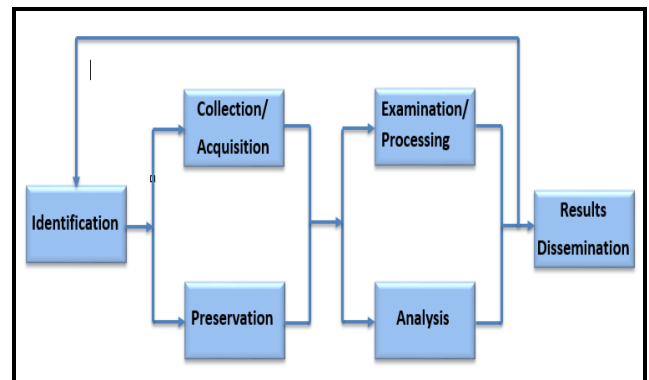 Collection/
Acquisition
Examination/
Processing
Identification
Results
Dissemination
Preservation
Analysis